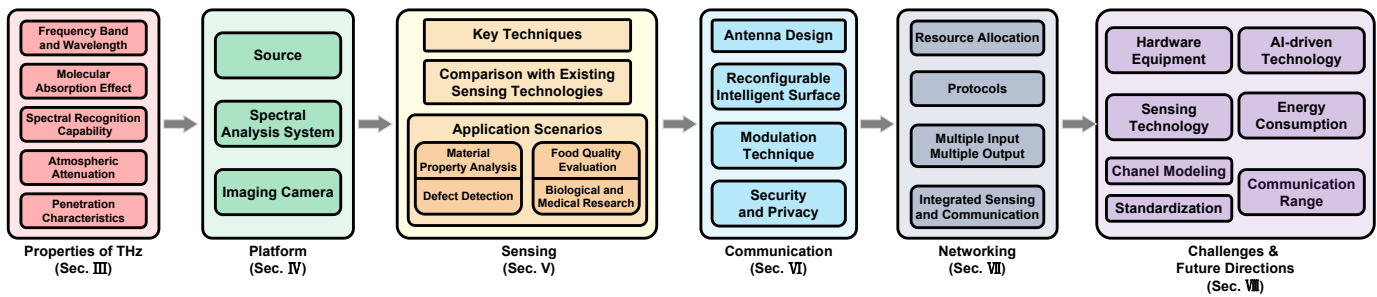 Frequency Band
and Wavelength
Molecular
Absorption Effect
Spectral Recognition
Capability
Atmospheric
Attenuation
Penetration
Characteristics
Properties of THz
(Sec. Ⅲ)
Source
Spectral
Analysis System
Imaging Camera
Platform
(Sec. Ⅳ)
Key Techniques
Comparison with Existing
Sensing Technologies
Application Scenarios
Material
Property Analysis
Food Quality
Evaluation
Defect Detection
Biological and
Medical Research
Sensing
(Sec. Ⅴ)
Antenna Design
Reconfigurable
Intelligent Surface
Modulation
Technique
Security
and Privacy
Communication
(Sec. Ⅵ)
Resource Allocation
Protocols
Multiple Input
Multiple Output
Integrated Sensing
and Communication
Networking
(Sec. Ⅶ)
Hardware
Equipment
AI-driven
Technology
Sensing
Technology
Energy
Consumption
Chanel Modeling
Standardization
Communication
Range
Challenges &
Future Directions
(Sec. Ⅷ)